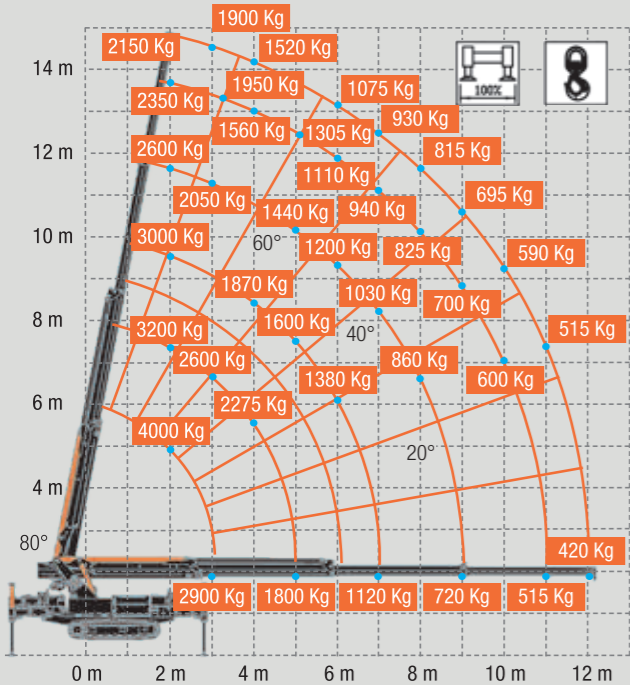 1900 Kg
2150 Kg
1520 Kg
14 m
1950 Kg
1075 Kg
100%
2350 Kg
930 Kg
1560 Kg
1305 Kg
12 m
2600 Kg
815 Kg
1110 Kg
2050 Kg
695 Kg
1440 Kg
940 Kg
10 m
3000 Kg
60°
1200 Kg
825 Kg
590 Kg
1870 Kg
1030 Kg
700 Kg
8 m
3200 Kg
1600 Kg
40°
515 Kg
2600 Kg
860 Kg
1380 Kg
600 Kg
6 m
2275 Kg
4000 Kg
20°
4 m
80°
420 Kg
2900 Kg
1800 Kg
1120 Kg
720 Kg
515 Kg
0 m
2 m
4 m
6 m
8 m
10 m
12 m